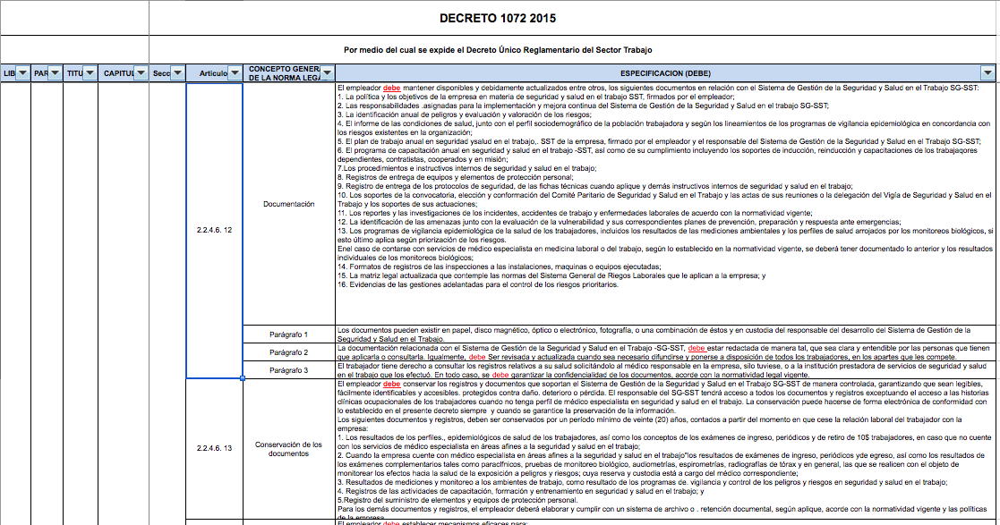 DECRETO 1072 2015
Por medio del cual se expide el Decreto Único Reglamentario del Sector Trabajo
LIB PAR TITU CAPITUL Secc Artículo CONCEPTO GENER ESPECIFICACION (DEBE)
DE LA NORMA LEGA
El empleador debe mantener disponibles y debidamente actualizados entre otros, los siguientes documentos en relación con el Sistema de Gestión de la Seguridad y Salud en el Trabajo SG-SST:
1. La política y los objetivos de la empresa en materia de seguridad y salud en el trabajo SST, firmados por el empleador;
2. Las responsabilidades .asignadas para la implementación y mejora continua del Sistema de Gestión de la Seguridad y Salud en el Trabajo SG-SST;
3. La identificación anual de peligros y evaluación y valoración de los riesgos;
4. El informe de las condiciones de salud, junto con el perfil sociodemográfico de la población trabajadora y según los lineamientos de los programas de vigilancia epidemiológica en concordancia con
los riesgos existentes en la organización;
5. El plan de trabajo anual en seguridad ysalud en el trabajo,. SST de la empresa, firmado por el empleador y el responsable del Sistema de Gestión de la Seguridad y Salud en el Trabajo SG-SST;
6. El programa de capacitación anual en seguridad y salud en el trabajo -SST, así como de su cumplimiento incluyendo los soportes de inducción, reinducción y capacitaciones de los trabajaqores
dependientes, contratistas, cooperados y en misión;
7.Los procedimientos e instructivos internos de seguridad y salud en el trabajo;
8. Registros de entrega de equipos y elementos de protección personal;
9. Registro de entrega de los protocolos de seguridad, de las fichas técnicas cuando aplique y demás instructivos internos de seguridad y salud en el trabajo;
10. Los soportes de la convocatoria, elección y conformación del Comité Paritario de Seguridad y Salud en el Trabajo y las actas de sus reuniones o la delegación del Vigía de Seguridad y Salud en el
Trabajo y los soportes de sus actuaciones;
11. Los reportes y las investigaciones de los incidentes, accidentes de trabajo y enfermedades laborales de acuerdo con la normatividad vigente;
12. La identificación de las amenazas junto con la evaluación de la vulnerabilidad y sus correspondientes planes de prevención, preparación y respuesta ante emergencias;
13. Los programas de vigilancia epidemiológica de la salud de los trabajadores, incluidos los resultados de las mediciones ambientales y los perfiles de salud arrojados por los monitoreos biológicos, si
esto último aplica según priorización de los riesgos.
Enel caso de contarse con servicios de médico especialista en medicina laboral o del trabajo, según lo establecido en la normatividad vigente, se deberá tener documentado lo anterior y los resultados
individuales de los monitoreos biológicos;
14. Formatos de registros de las inspecciones a las instalaciones, maquinas o equipos ejecutadas;
15. La matriz legal actualizada que contemple las normas del Sistema General de Riesgos Laborales que le aplican a la empresa; y
16. Evidencias de las gestiones adelantadas para el control de los riesgos prioritarios.
Documentación
2.2.4.6. 12
Parágrafo 1
Los documentos pueden existir en papel, disco magnético, óptico o electrónico, fotografía, o una combinación de éstos y en custodia del responsable del desarrollo del Sistema de Gestión de la
Seguridad y Salud en el Trabajo.
Parágrafo 2
La documentación relacionada con el Sistema de Gestión de la Seguridad y Salud en el Trabajo -SG-SST, debe estar redactada de manera tal, que sea clara y entendible por las personas que tienen
que aplicarla o consultarla. Igualmente, debe Ser revisada y actualizada cuando sea necesario difundirse y ponerse a disposición de todos los trabajadores, en los apartes que les compete.
Parágrafo 3
El trabajador tiene derecho a consultar los registros relativos a su salud solicitándolo al médico responsable en la empresa, silo tuviese, o a la institución prestadora de servicios de seguridad y salud
en el trabajo que los efectuó. En todo caso, se debe garantizar la confidencialidad de los documentos, acorde con la normatividad legal vigente.
El empleador debe conservar los registros y documentos que soportan el Sistema de Gestión de la Seguridad y Salud en el Trabajo SG-SST de manera controlada, garantizando que sean legibles,
fácilmente identificables y accesibles. protegidos contra daño. deterioro o pérdida. El responsable del SG-SST tendrá acceso a todos los documentos y registros exceptuando el acceso a las historias
clínicas ocupacionales de los trabajadores cuando no tenga perfil de médico especialista en seguridad y salud en el trabajo. La conservación puede hacerse de forma electrónica de conformidad con
lo establecido en el presente decreto siempre y cuando se garantice la preservación de la información.
Los siguientes documentos y registros, deben ser conservados por un período mínimo de veinte (20) años, contados a partir del momento en que cese la relación laboral del trabajador con la
empresa:
1. Los resultados de los perfiles., epidemiológicos de salud de los trabajadores, así como los conceptos de los exámenes de ingreso, periódicos y de retiro de 10$ trabajadores, en caso que no cuente
con los servicios de médico especialista en áreas afines a la seguridad y salud en el trabajo;
2. Cuando la empresa cuente con médico especialista en áreas afines a la seguridad y salud en el trabajo"los resultados de exámenes de ingreso, periódicos yde egreso, así como los resultados de
los exámenes complementarios tales como paraclínicos, pruebas de monitoreo biológico, audiometrías, espirometrías, radiografías de tórax y en general, las que se realicen con el objeto de
monitorear los efectos hacia la salud de la exposición a peligros y riesgos; cuya reserva y custodia está a cargo del médico correspondiente;
3. Resultados de mediciones y monitoreo a los ambientes de trabajo, como resultado de los programas de. vigilancia y control de los peligros y riesgos en seguridad y salud en el trabajo;
4. Registros de las actividades de capacitación, formación y entrenamiento en seguridad y salud en el trabajo; y
5.Registro del suministro de elementos y equipos de protección personal.
Para los demás documentos y registros, el empleador deberá elaborar y cumplir con un sistema de archivo o . retención documental, según aplique, acorde con la normatividad vigente y las políticas
de la empresa.
2.2.4.6. 13
Conservación de los
documentos
El empleador debe establecer mecanismos eficaces para: